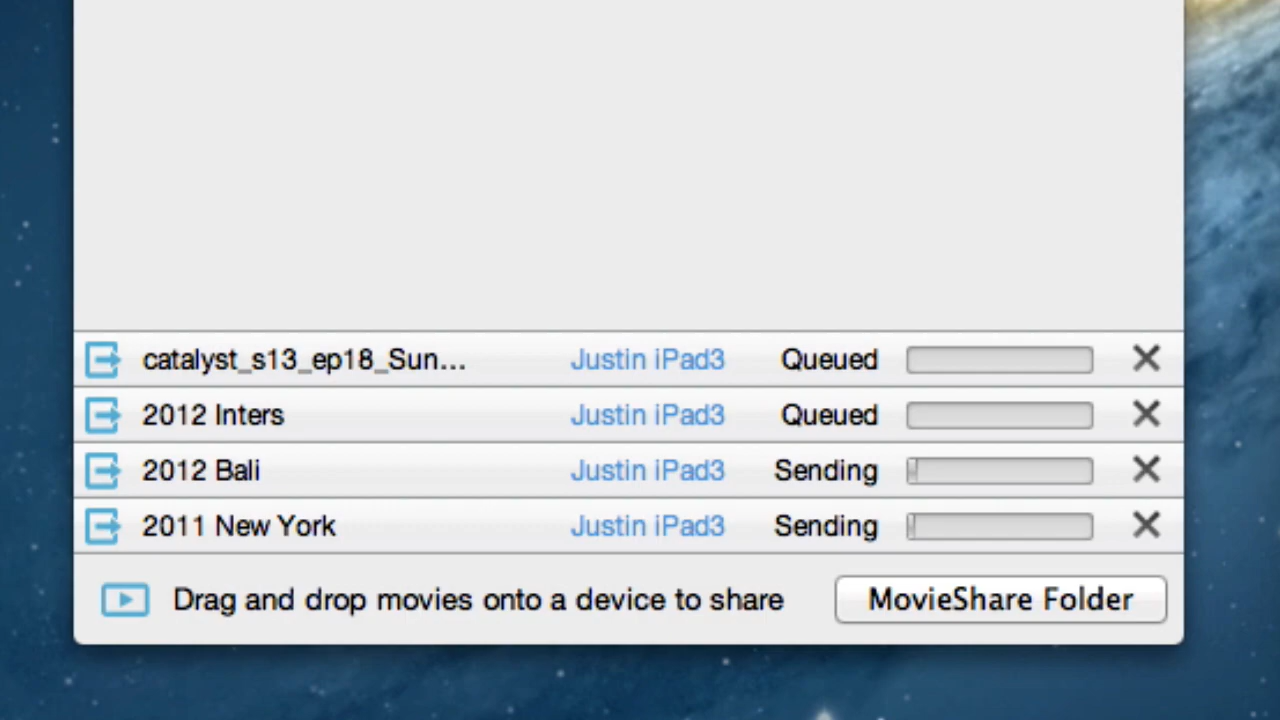 catalyst_s13_ep18_Sun... Justin iPad3 Queued
2012 Inters Justin iPad3 Queued
2012 Bali Justin iPad3 Sending
2011 New York Justin iPad3 Sending
Drag and drop movies onto a device to share MovieShare Folder